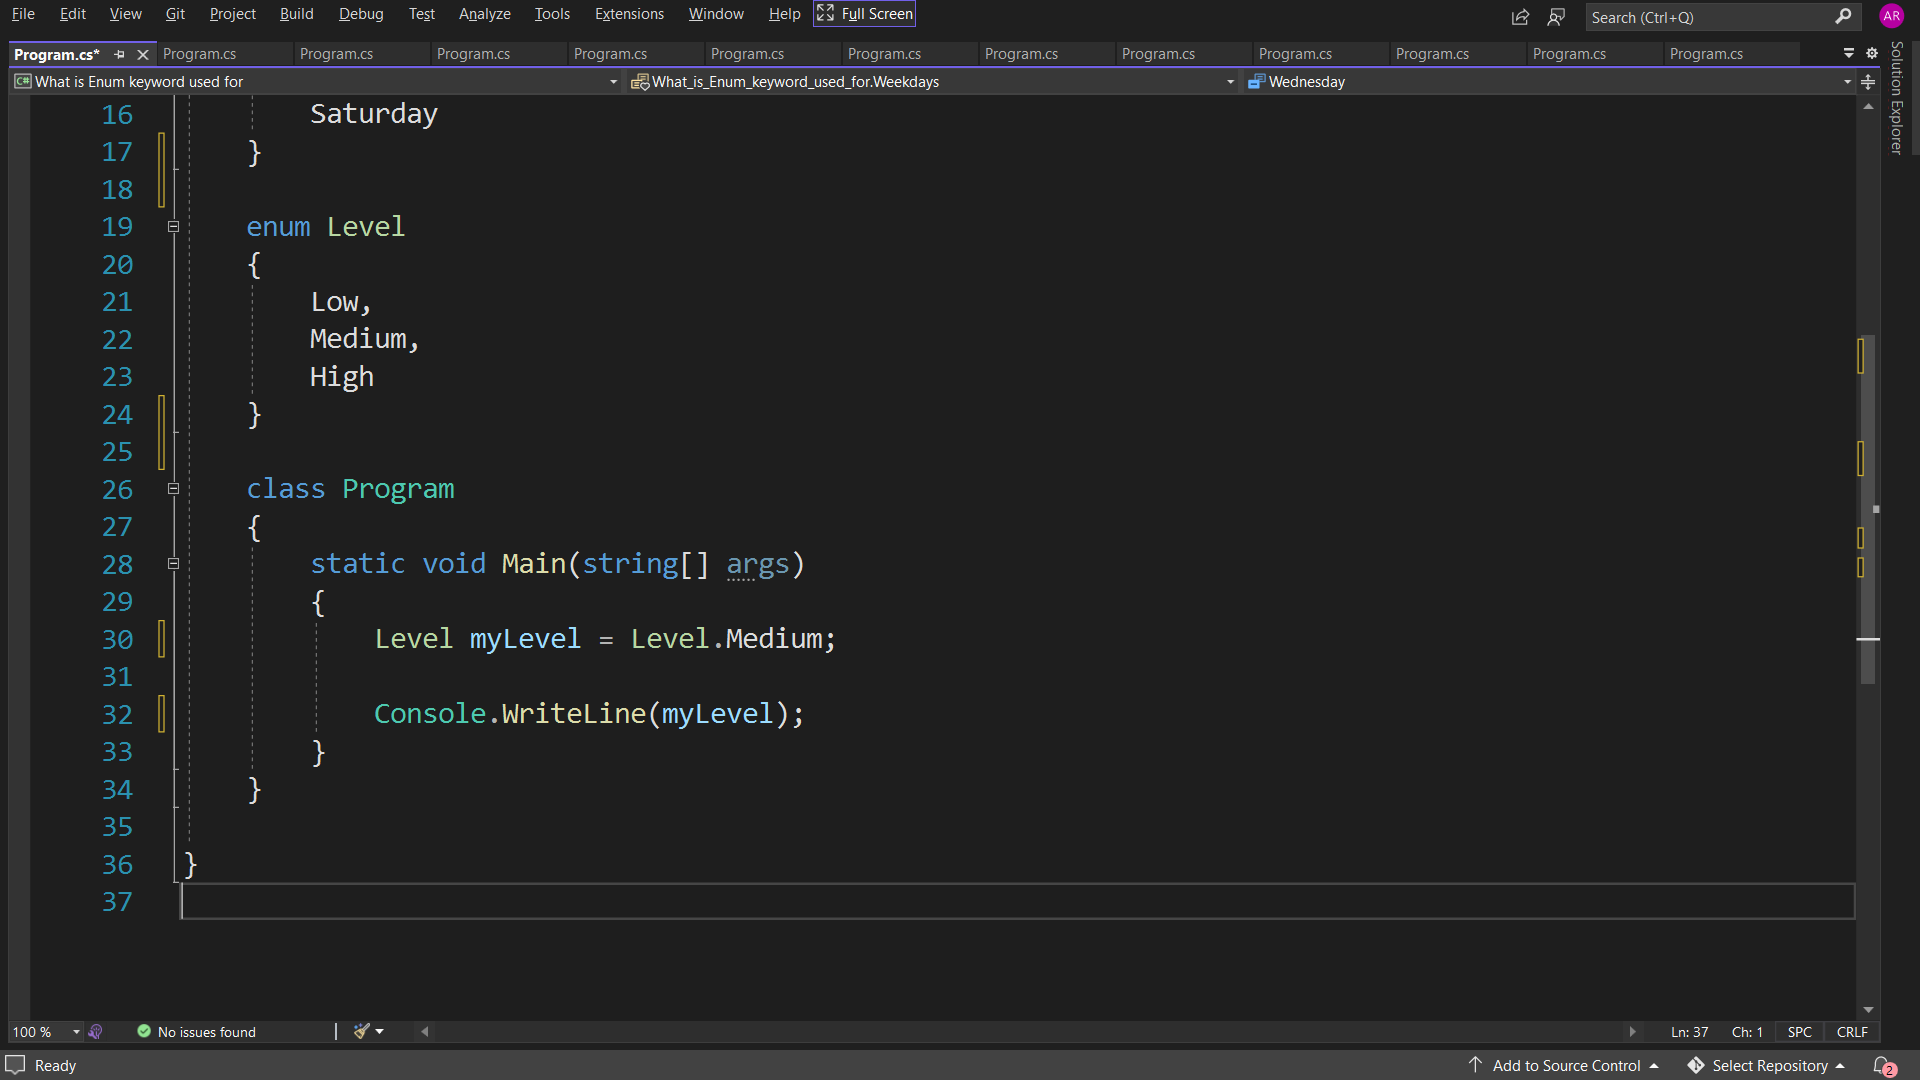 File Edit View Git Project Build Debug Test Analyze Tools Extensions Window Help Full Screen Search (Ctrl+Q) AR
Program.cs* Program.cs Program.cs Program.cs Program.cs Program.cs Program.cs Program.cs Program.cs Program.cs Program.cs Program.cs Program.cs
Solution Explorer
What is Enum keyword used for What_is_Enum_keyword_used_for.Weekdays Wednesday
16 Saturday
17 }
18
19 enum Level
20 {
21 Low,
22 Medium,
23 High
24 }
25
26 class Program
27 {
28 static void Main(string[] args)
29 {
30 Level myLevel = Level.Medium;
31
32 Console.WriteLine(myLevel);
33 }
34 }
35
36 }
37
100 % No issues found Ln: 37 Ch: 1 SPC CRLF
Ready Add to Source Control Select Repository 2